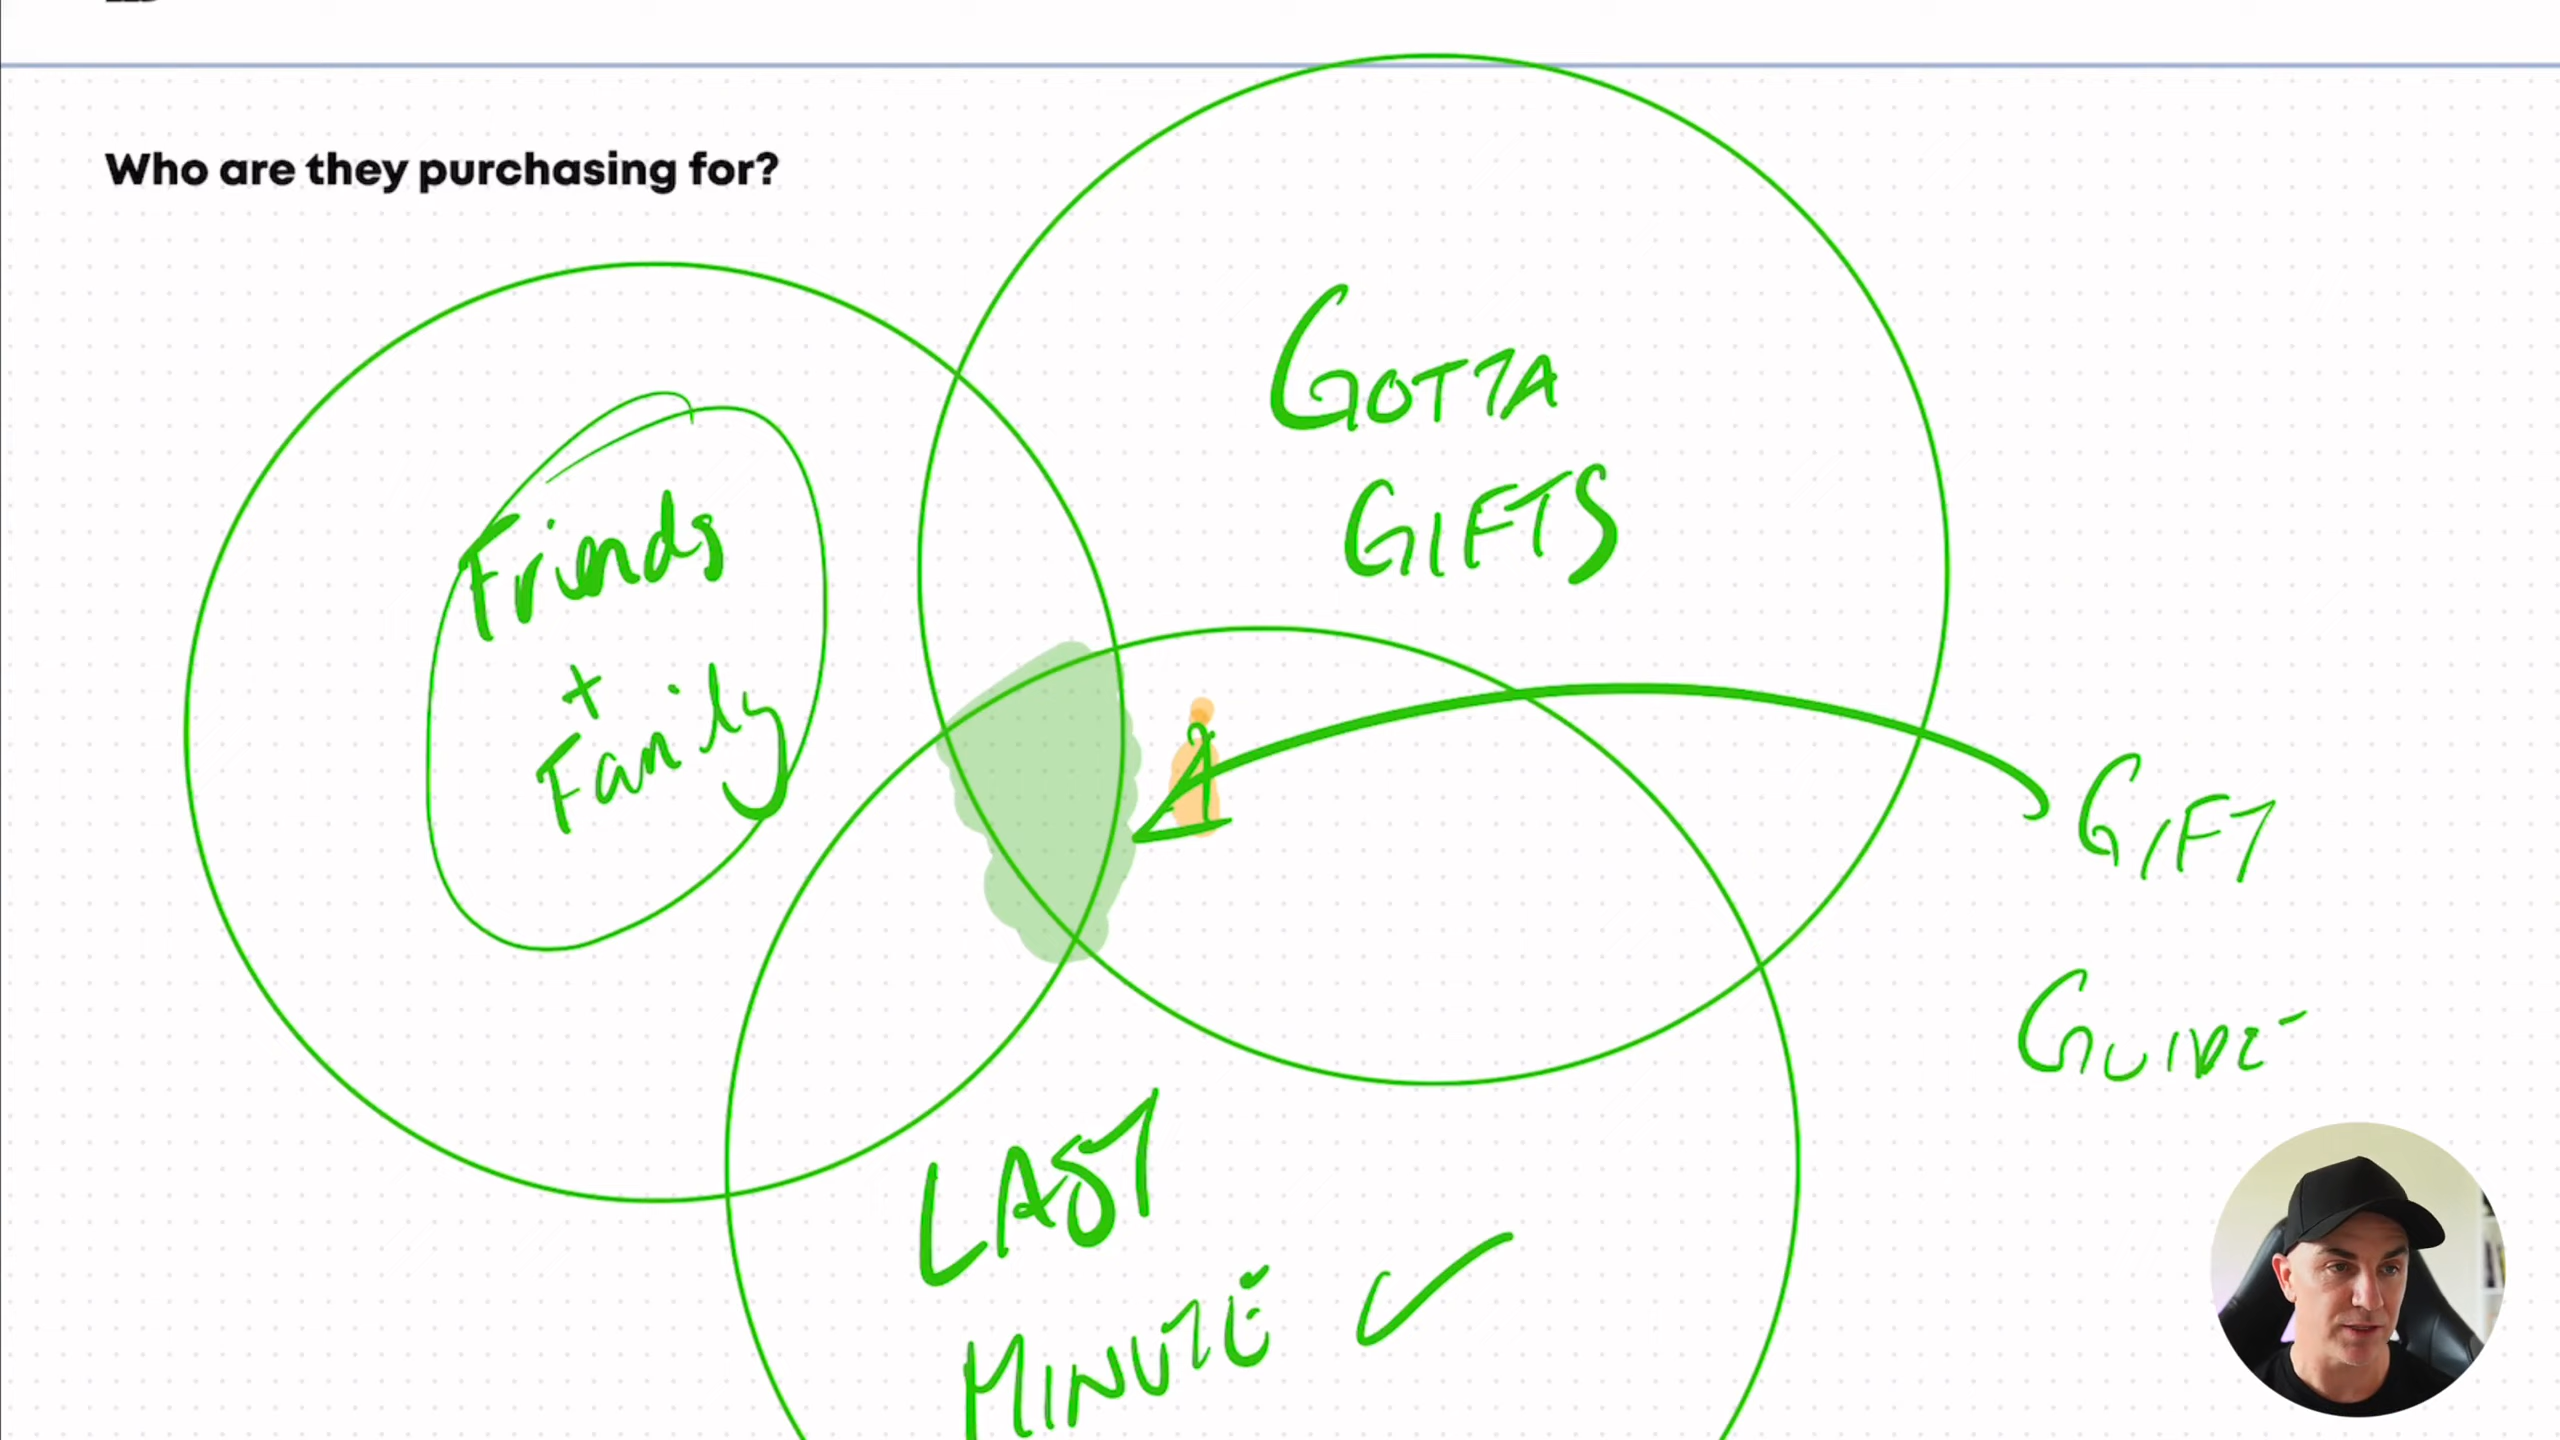 Who are they purchasing for?
GOTTA
GIFTS
Friends
+
Family
GIFT
GUIDE
LAST
MINUTE